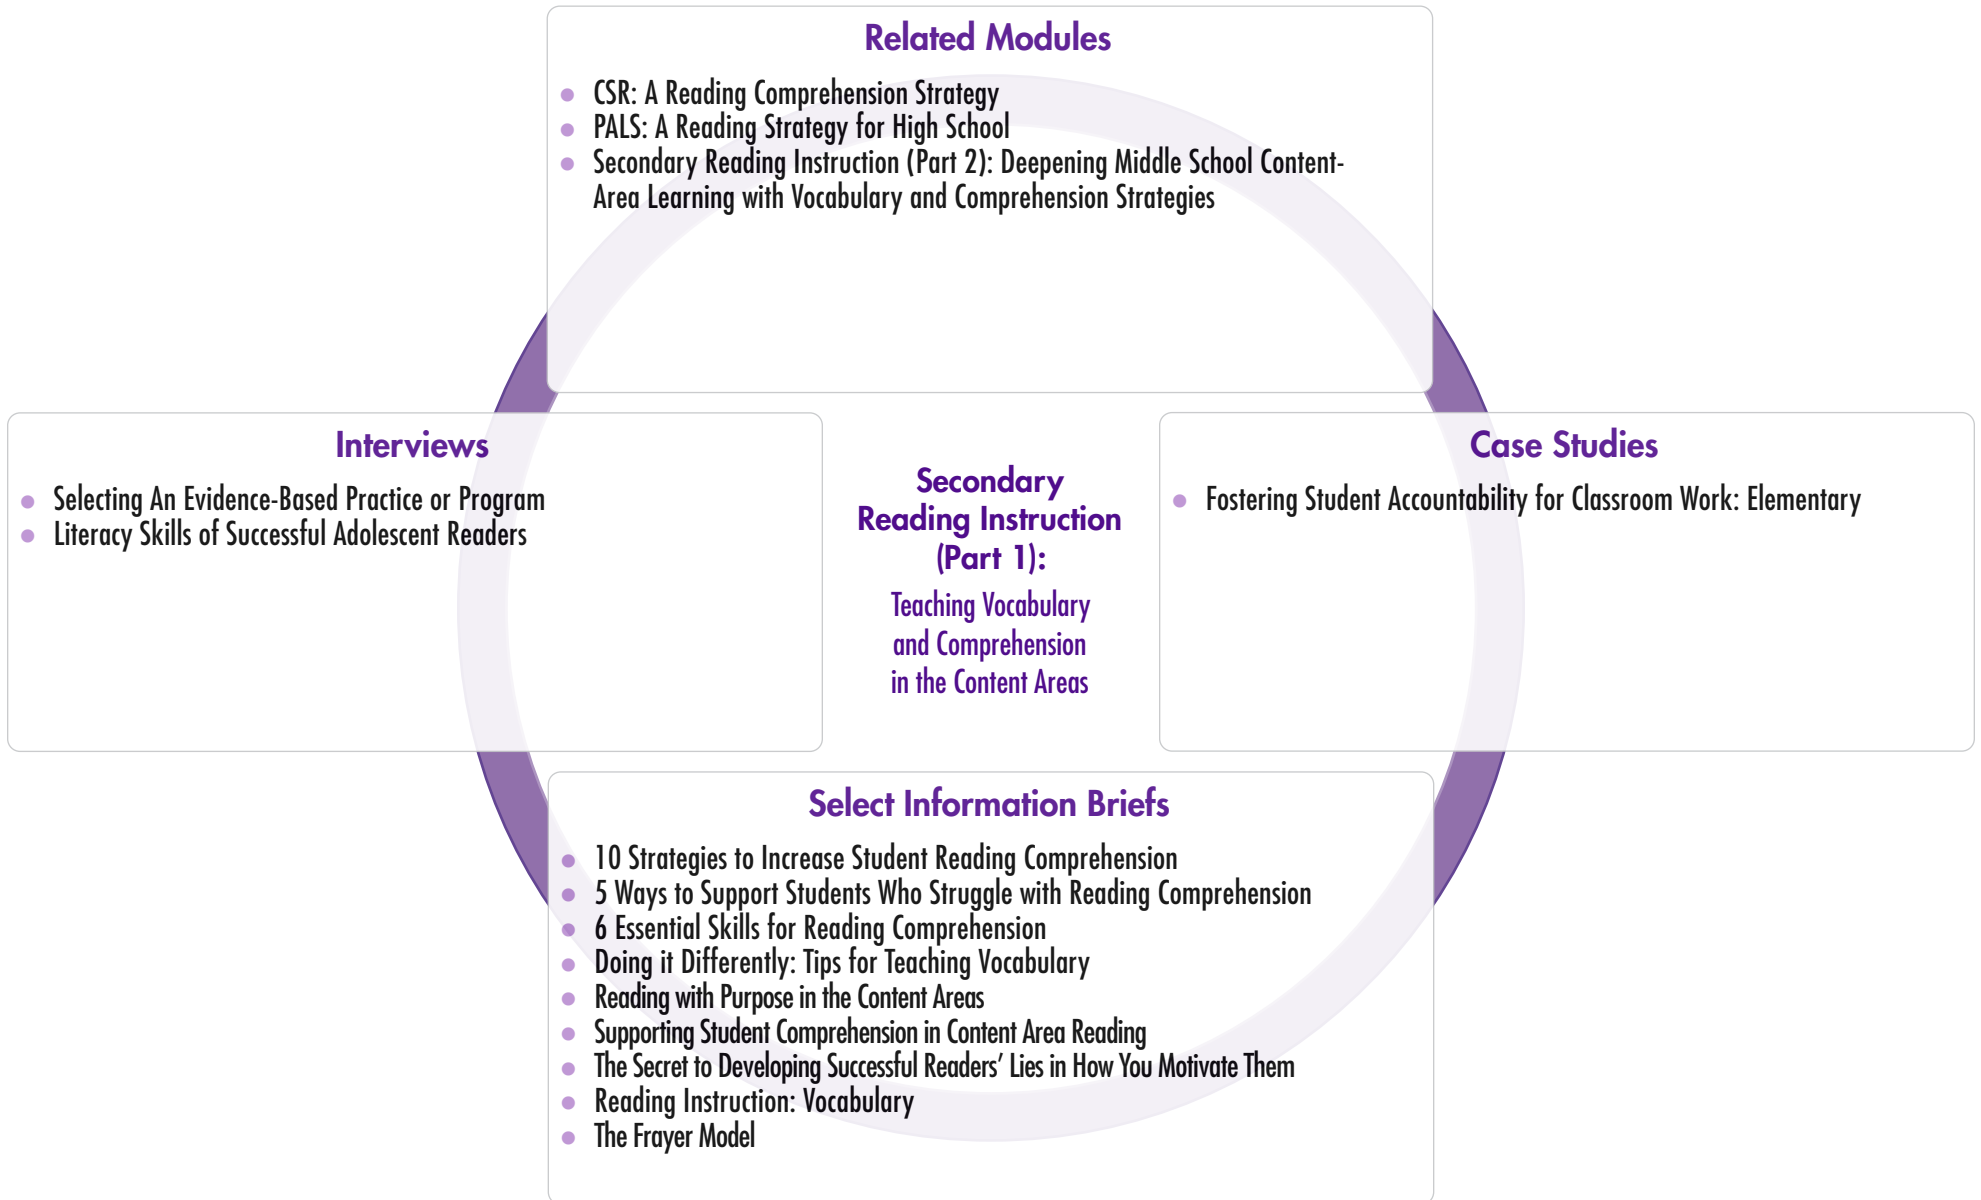 Related Modules
CSR: A Reading Comprehension Strategy
PALS: A Reading Strategy for High School
Secondary Reading Instruction (Part 2): Deepening Middle School Content-
Area Learning with Vocabulary and Comprehension Strategies
Interviews
Selecting An Evidence-Based Practice or Program
Literacy Skills of Successful Adolescent Readers
Secondary
Reading Instruction
(Part 1):
Teaching Vocabulary
and Comprehension
in the Content Areas
Case Studies
Fostering Student Accountability for Classroom Work: Elementary
Select Information Briefs
10 Strategies to Increase Student Reading Comprehension
5 Ways to Support Students Who Struggle with Reading Comprehension
6 Essential Skills for Reading Comprehension
Doing it Differently: Tips for Teaching Vocabulary
Reading with Purpose in the Content Areas
Supporting Student Comprehension in Content Area Reading
The Secret to Developing Successful Readers’ Lies in How You Motivate Them
Reading Instruction: Vocabulary
The Frayer Model